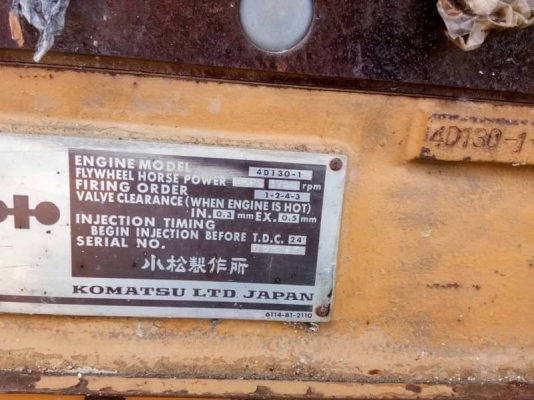 4D130-1
ENGINE MODEL 4D130-1
FLYWHEEL HORSE POWER rpm
FIRING ORDER 1-2-4-3
VALVE CLEARANCE (WHEN ENGINE IS HOT)
IN. 0.3 mm EX. 0.5 mm
INJECTION TIMING
BEGIN INJECTION BEFORE T.D.C. 24°
SERIAL NO.
小松製作所
KOMATSU LTD JAPAN
6114-81-2110